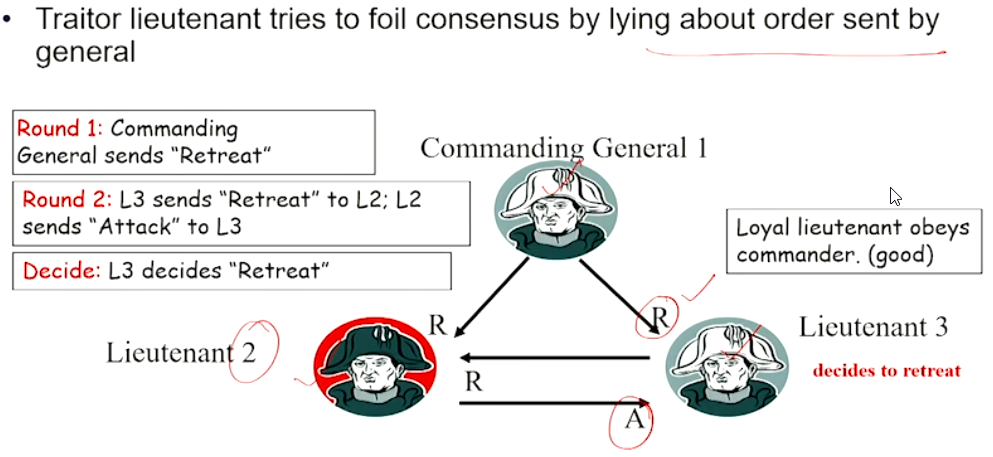 • Traitor lieutenant tries to foil consensus by lying about order sent by
general
Round 1: Commanding
General sends “Retreat”
Commanding General 1
Round 2: L3 sends “Retreat” to L2; L2
sends “Attack” to L3
Loyal lieutenant obeys
commander. (good)
Decide: L3 decides “Retreat”
R
R
Lieutenant 2
Lieutenant 3
decides to retreat
R
A